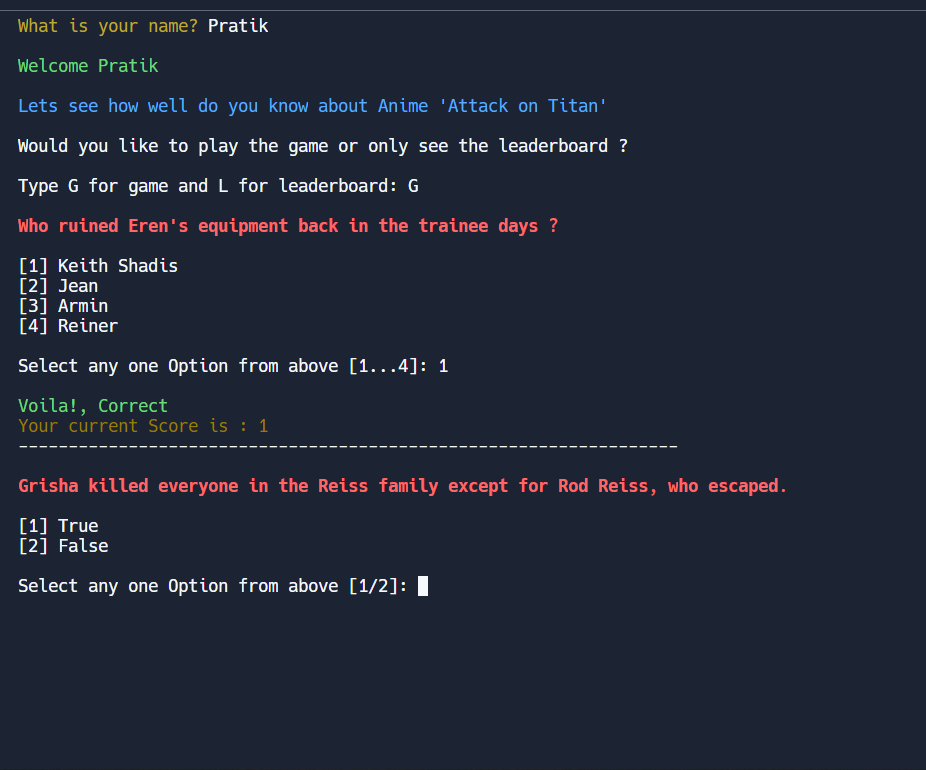 What is your name? Pratik
Welcome Pratik
Lets see how well do you know about Anime 'Attack on Titan'
Would you like to play the game or only see the leaderboard ?
Type G for game and L for leaderboard: G
Who ruined Eren's equipment back in the trainee days ?
[1] Keith Shadis
[2] Jean
[3] Armin
[4] Reiner
Select any one Option from above [1...4]: 1
Voila!, Correct
Your current Score is : 1
------------------------------------------------------------------
Grisha killed everyone in the Reiss family except for Rod Reiss, who escaped.
[1] True
[2] False
Select any one Option from above [1/2]: